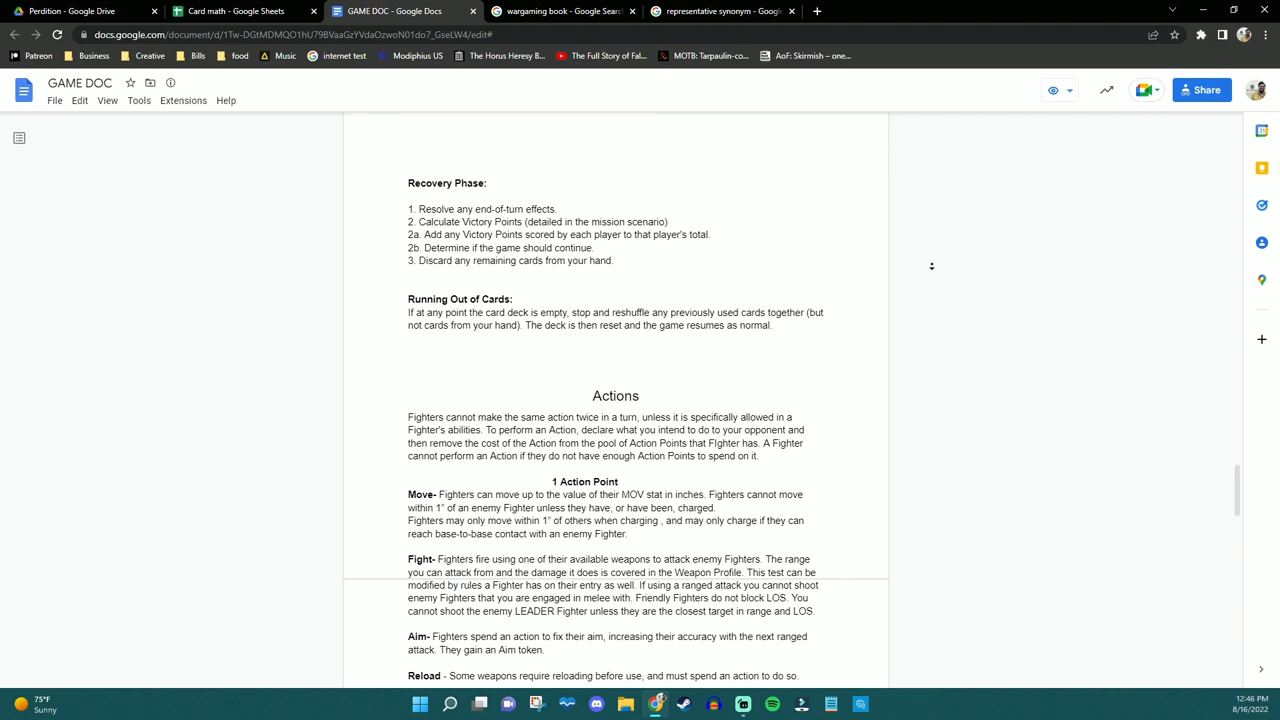 Perdition - Google Drive
Card math - Google Sheets
GAME DOC - Google Docs
wargaming book - Google Searc
representative synonym - Google
docs.google.com/document/d/1Tw-DGtMDMQO1hU79BVaaGzYVdaOzwoN01do7_GseLW4/edit#
Patreon
Business
Creative
Bills
food
Music
internet test
Modiphius US
The Horus Heresy B...
The Full Story of Fal...
MOTB: Tarpaulin-co...
AoF: Skirmish – one...
GAME DOC
Share
File Edit View Tools Extensions Help
Recovery Phase:
1. Resolve any end-of-turn effects.
2. Calculate Victory Points (detailed in the mission scenario)
2a. Add any Victory Points scored by each player to that player's total.
2b. Determine if the game should continue.
3. Discard any remaining cards from your hand.
Running Out of Cards:
If at any point the card deck is empty, stop and reshuffle any previously used cards together (but
not cards from your hand). The deck is then reset and the game resumes as normal.
Actions
Fighters cannot make the same action twice in a turn, unless it is specifically allowed in a
Fighter's abilities. To perform an Action, declare what you intend to do to your opponent and
then remove the cost of the Action from the pool of Action Points that FIghter has. A Fighter
cannot perform an Action if they do not have enough Action Points to spend on it.
1 Action Point
Move- Fighters can move up to the value of their MOV stat in inches. Fighters cannot move
within 1” of an enemy Fighter unless they have, or have been, charged.
Fighters may only move within 1” of others when charging , and may only charge if they can
reach base-to-base contact with an enemy Fighter.
Fight- Fighters fire using one of their available weapons to attack enemy Fighters. The range
you can attack from and the damage it does is covered in the Weapon Profile. This test can be
modified by rules a Fighter has on their entry as well. If using a ranged attack you cannot shoot
enemy Fighters that you are engaged in melee with. Friendly Fighters do not block LOS. You
cannot shoot the enemy LEADER Fighter unless they are the closest target in range and LOS.
Aim- Fighters spend an action to fix their aim, increasing their accuracy with the next ranged
attack. They gain an Aim token.
Reload - Some weapons require reloading before use, and must spend an action to do so.
75°F
Sunny
12:46 PM
8/16/2022